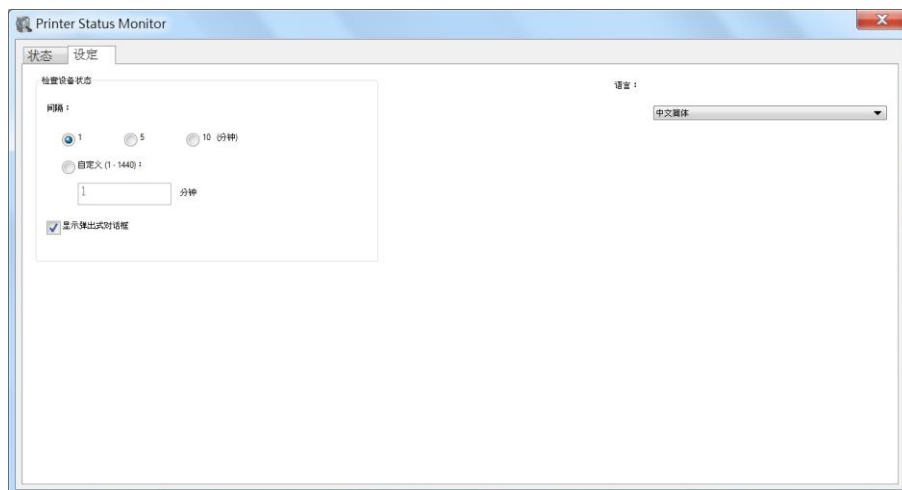 Printer Status Monitor
状态 设定
检查设备状态
间隔：
1 5 10 (分钟)
自定义 (1 - 1440)：
1 分钟
显示弹出式对话框
语言：
中文简体